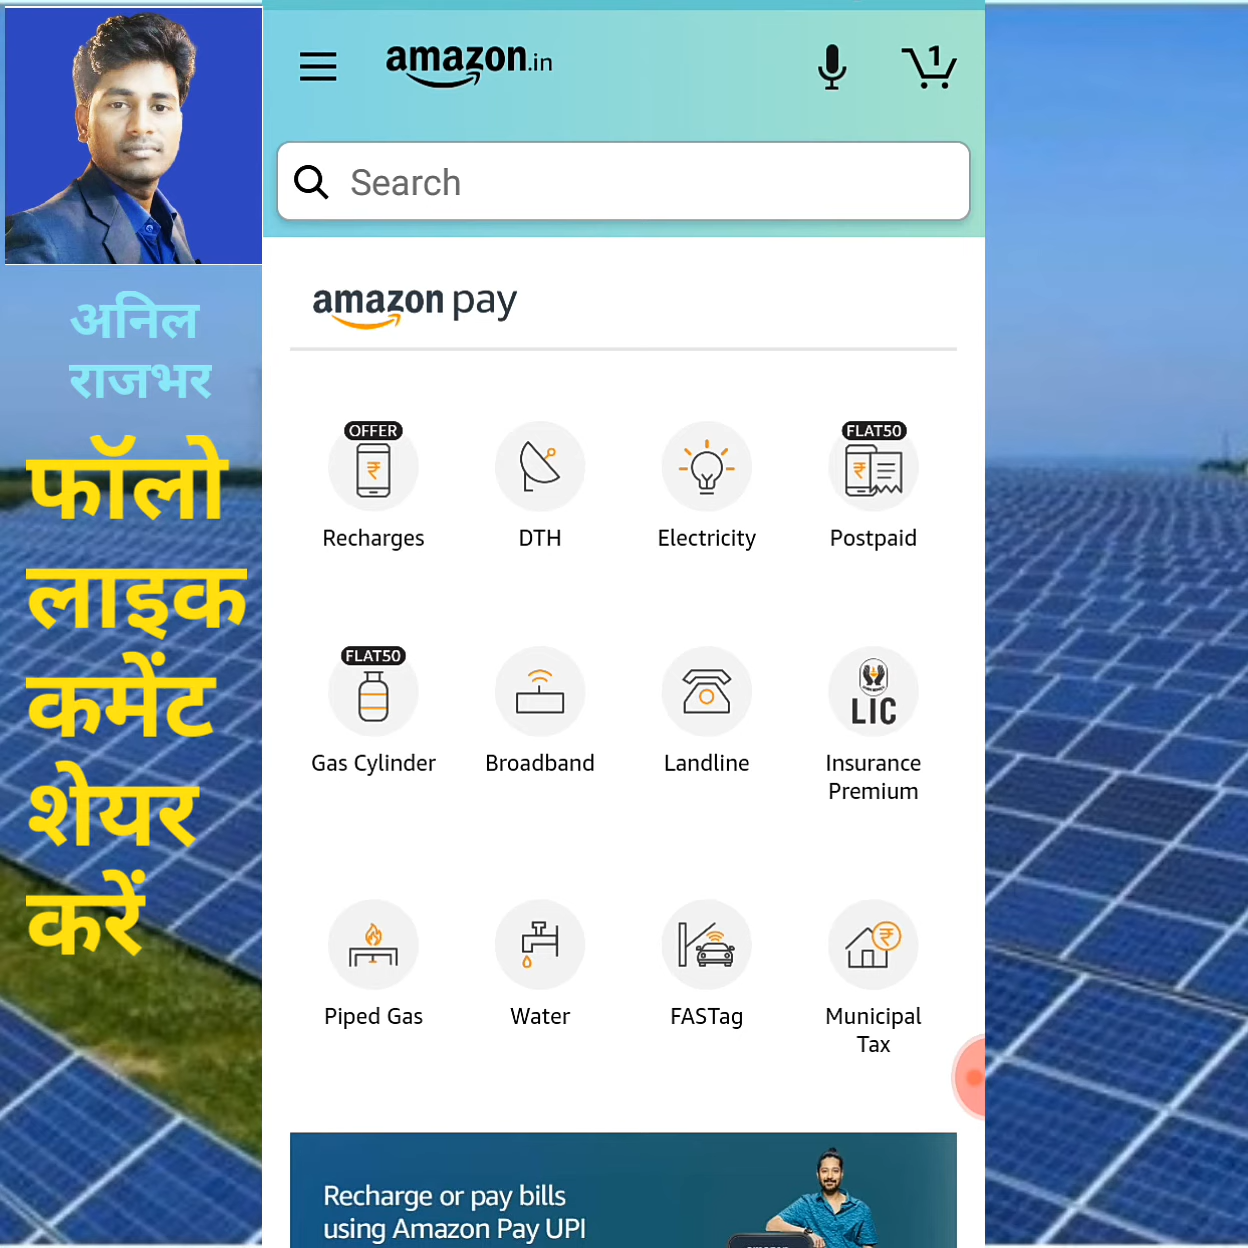 amazon.in
1
Search
amazon pay
OFFER
FLAT50
Recharges
DTH
Electricity
Postpaid
FLAT50
LIC
Gas Cylinder
Broadband
Landline
Insurance
Premium
Piped Gas
Water
FASTag
Municipal
Tax
Recharge or pay bills
using Amazon Pay UPI
अनिल
राजभर
फॉलो
लाइक
कमेंट
शेयर
करें